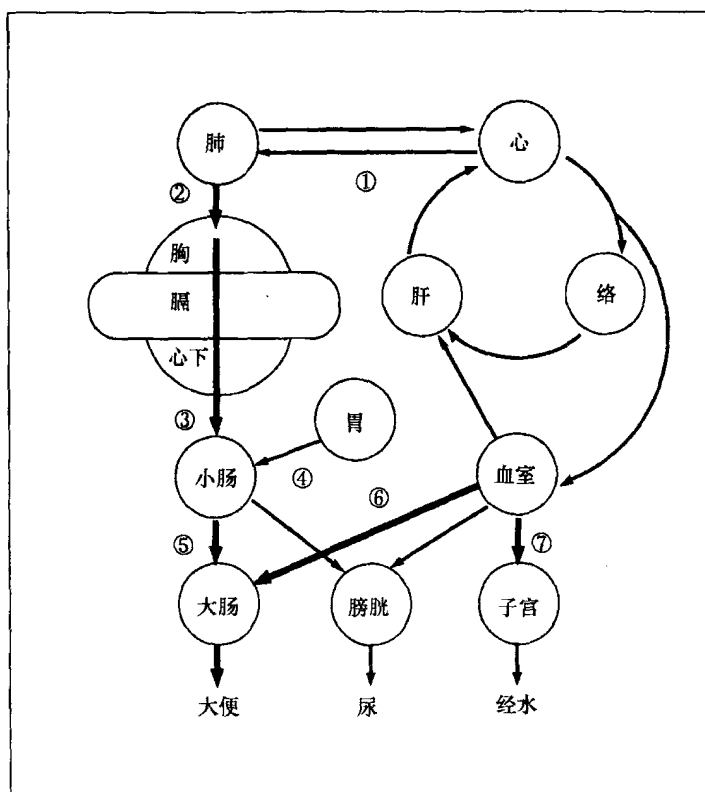 肺
心
①
②
胸
膈
心下
肝
络
③
胃
④
小肠
血室
⑥
⑤
⑦
大肠
膀胱
子宫
大便
尿
经水